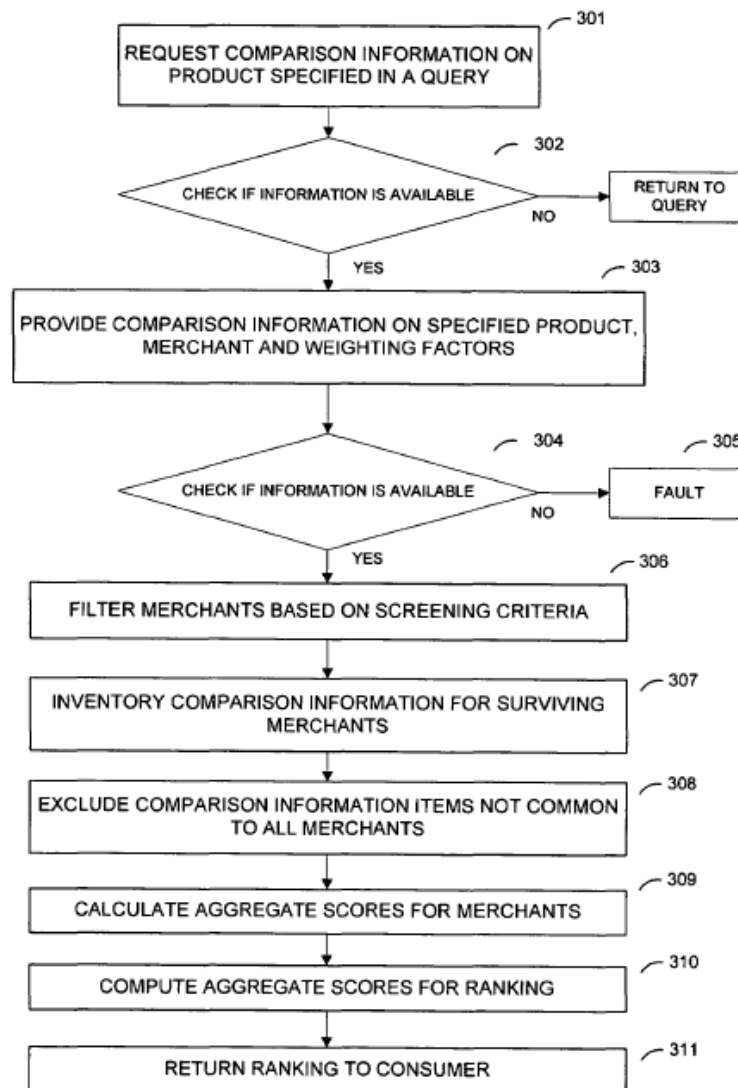 301
REQUEST COMPARISON INFORMATION ON
PRODUCT SPECIFIED IN A QUERY
302
CHECK IF INFORMATION IS AVAILABLE
NO
RETURN TO
QUERY
YES
303
PROVIDE COMPARISON INFORMATION ON SPECIFIED PRODUCT,
MERCHANT AND WEIGHTING FACTORS
304
CHECK IF INFORMATION IS AVAILABLE
NO
305
FAULT
YES
306
FILTER MERCHANTS BASED ON SCREENING CRITERIA
307
INVENTORY COMPARISON INFORMATION FOR SURVIVING
MERCHANTS
308
EXCLUDE COMPARISON INFORMATION ITEMS NOT COMMON
TO ALL MERCHANTS
309
CALCULATE AGGREGATE SCORES FOR MERCHANTS
310
COMPUTE AGGREGATE SCORES FOR RANKING
311
RETURN RANKING TO CONSUMER